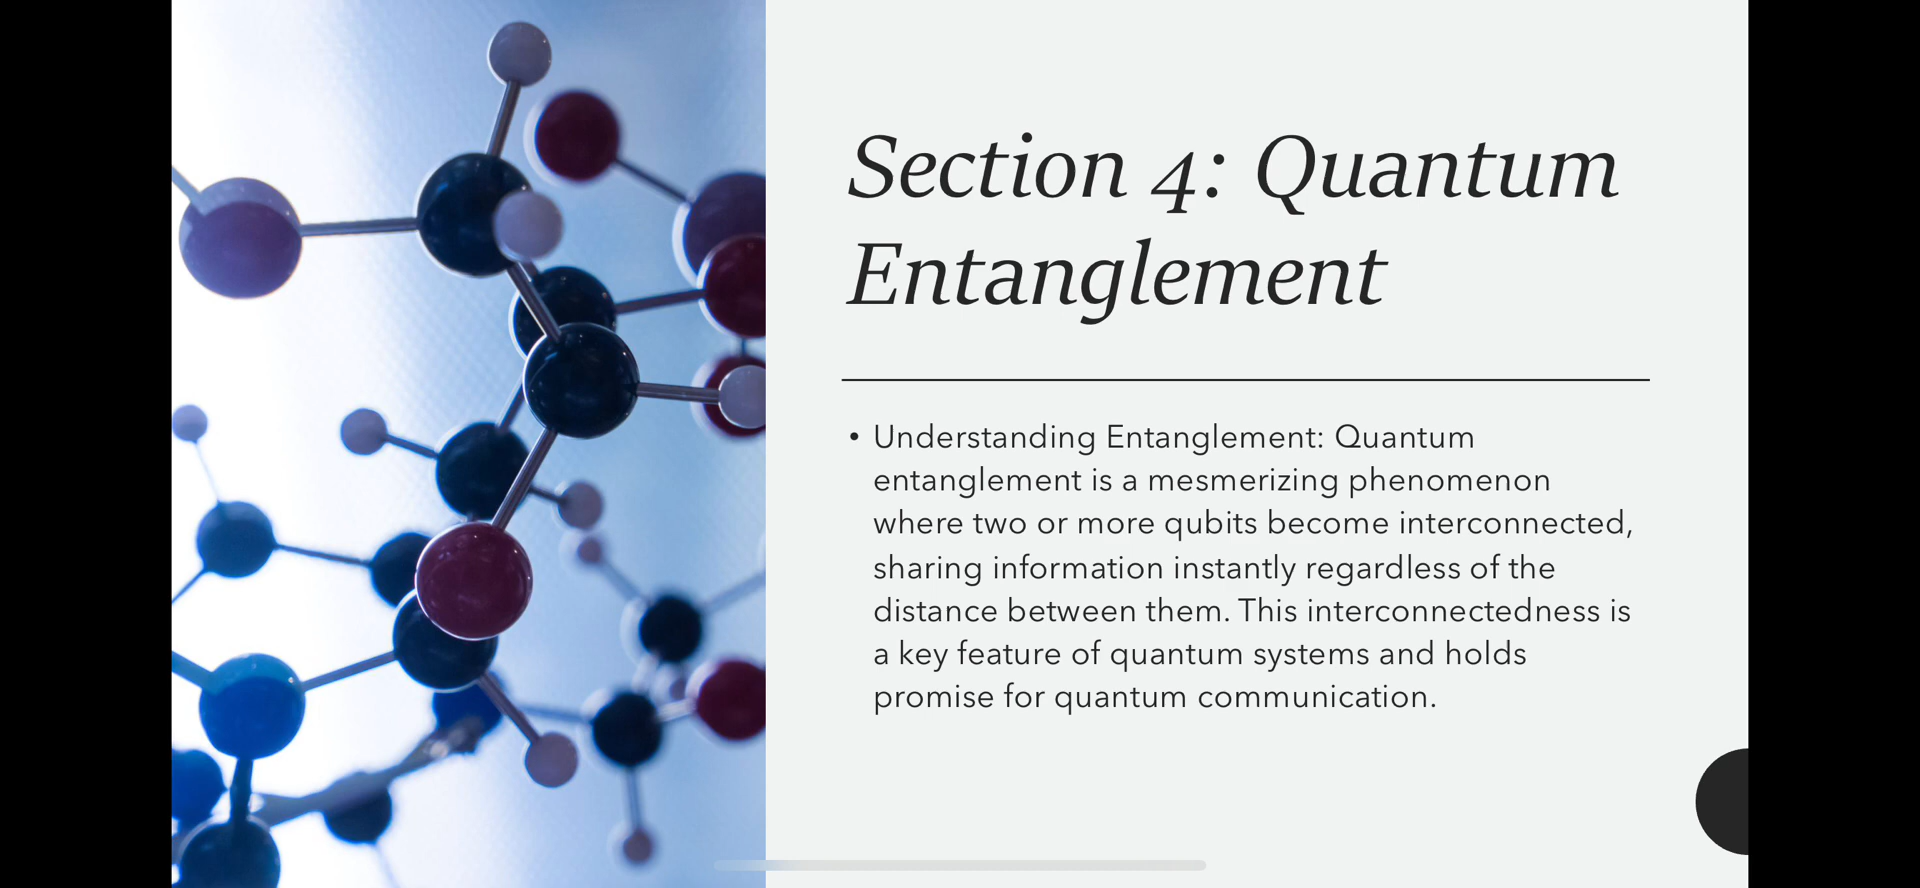 Section 4: Quantum
Entanglement
• Understanding Entanglement: Quantum
entanglement is a mesmerizing phenomenon
where two or more qubits become interconnected,
sharing information instantly regardless of the
distance between them. This interconnectedness is
a key feature of quantum systems and holds
promise for quantum communication.